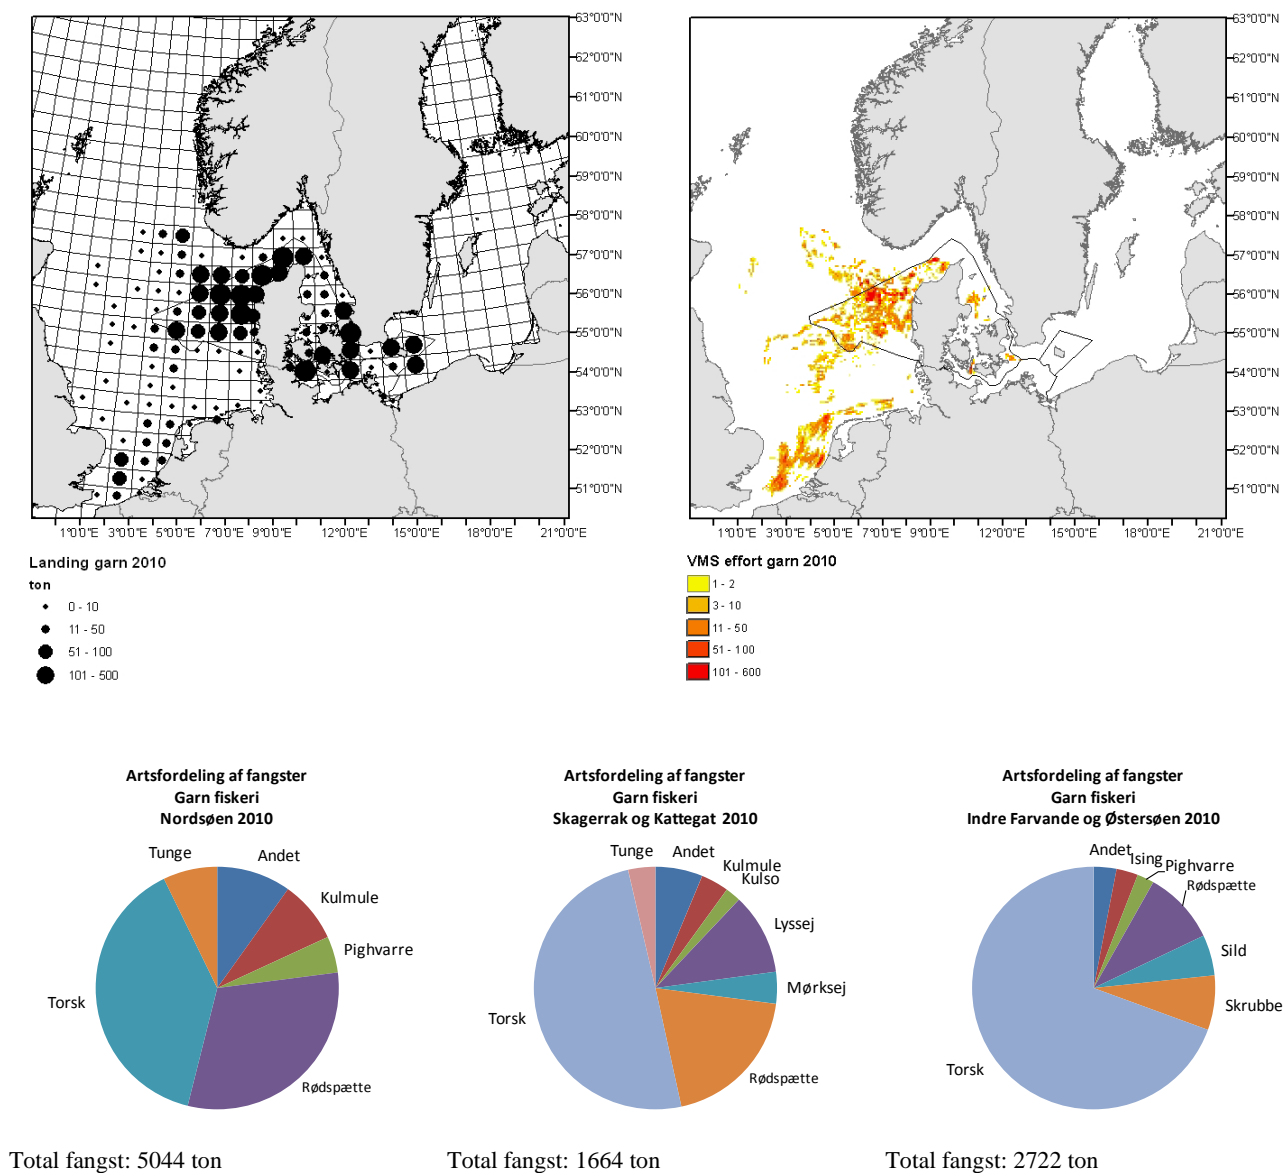 63°0'0"N
62°0'0"N
61°0'0"N
60°0'0"N
59°0'0"N
58°0'0"N
57°0'0"N
56°0'0"N
55°0'0"N
54°0'0"N
53°0'0"N
52°0'0"N
51°0'0"N
1°0'0"E 3°0'0"E 5°0'0"E 7°0'0"E 9°0'0"E 12°0'0"E 15°0'0"E 18°0'0"E 21°0'0"E
63°0'0"N
62°0'0"N
61°0'0"N
60°0'0"N
59°0'0"N
58°0'0"N
57°0'0"N
56°0'0"N
55°0'0"N
54°0'0"N
53°0'0"N
52°0'0"N
51°0'0"N
1°0'0"E 3°0'0"E 5°0'0"E 7°0'0"E 9°0'0"E 12°0'0"E 15°0'0"E 18°0'0"E 21°0'0"E
Landing garn 2010
ton
0 - 10
11 - 50
51 - 100
101 - 500
VMS effort garn 2010
1 - 2
3 - 10
11 - 50
51 - 100
101 - 600
Artsfordeling af fangster
Garn fiskeri
Nordsøen 2010
Tunge
Andet
Kulmule
Pighvarre
Torsk
Rødspætte
Total fangst: 5044 ton
Artsfordeling af fangster
Garn fiskeri
Skagerrak og Kattegat 2010
Tunge
Andet
Kulmule
Kulso
Lyssej
Mørksej
Torsk
Rødspætte
Total fangst: 1664 ton
Artsfordeling af fangster
Garn fiskeri
Indre Farvande og Østersøen 2010
Andet
Ising
Pighvarre
Rødspætte
Sild
Skrubbe
Torsk
Total fangst: 2722 ton